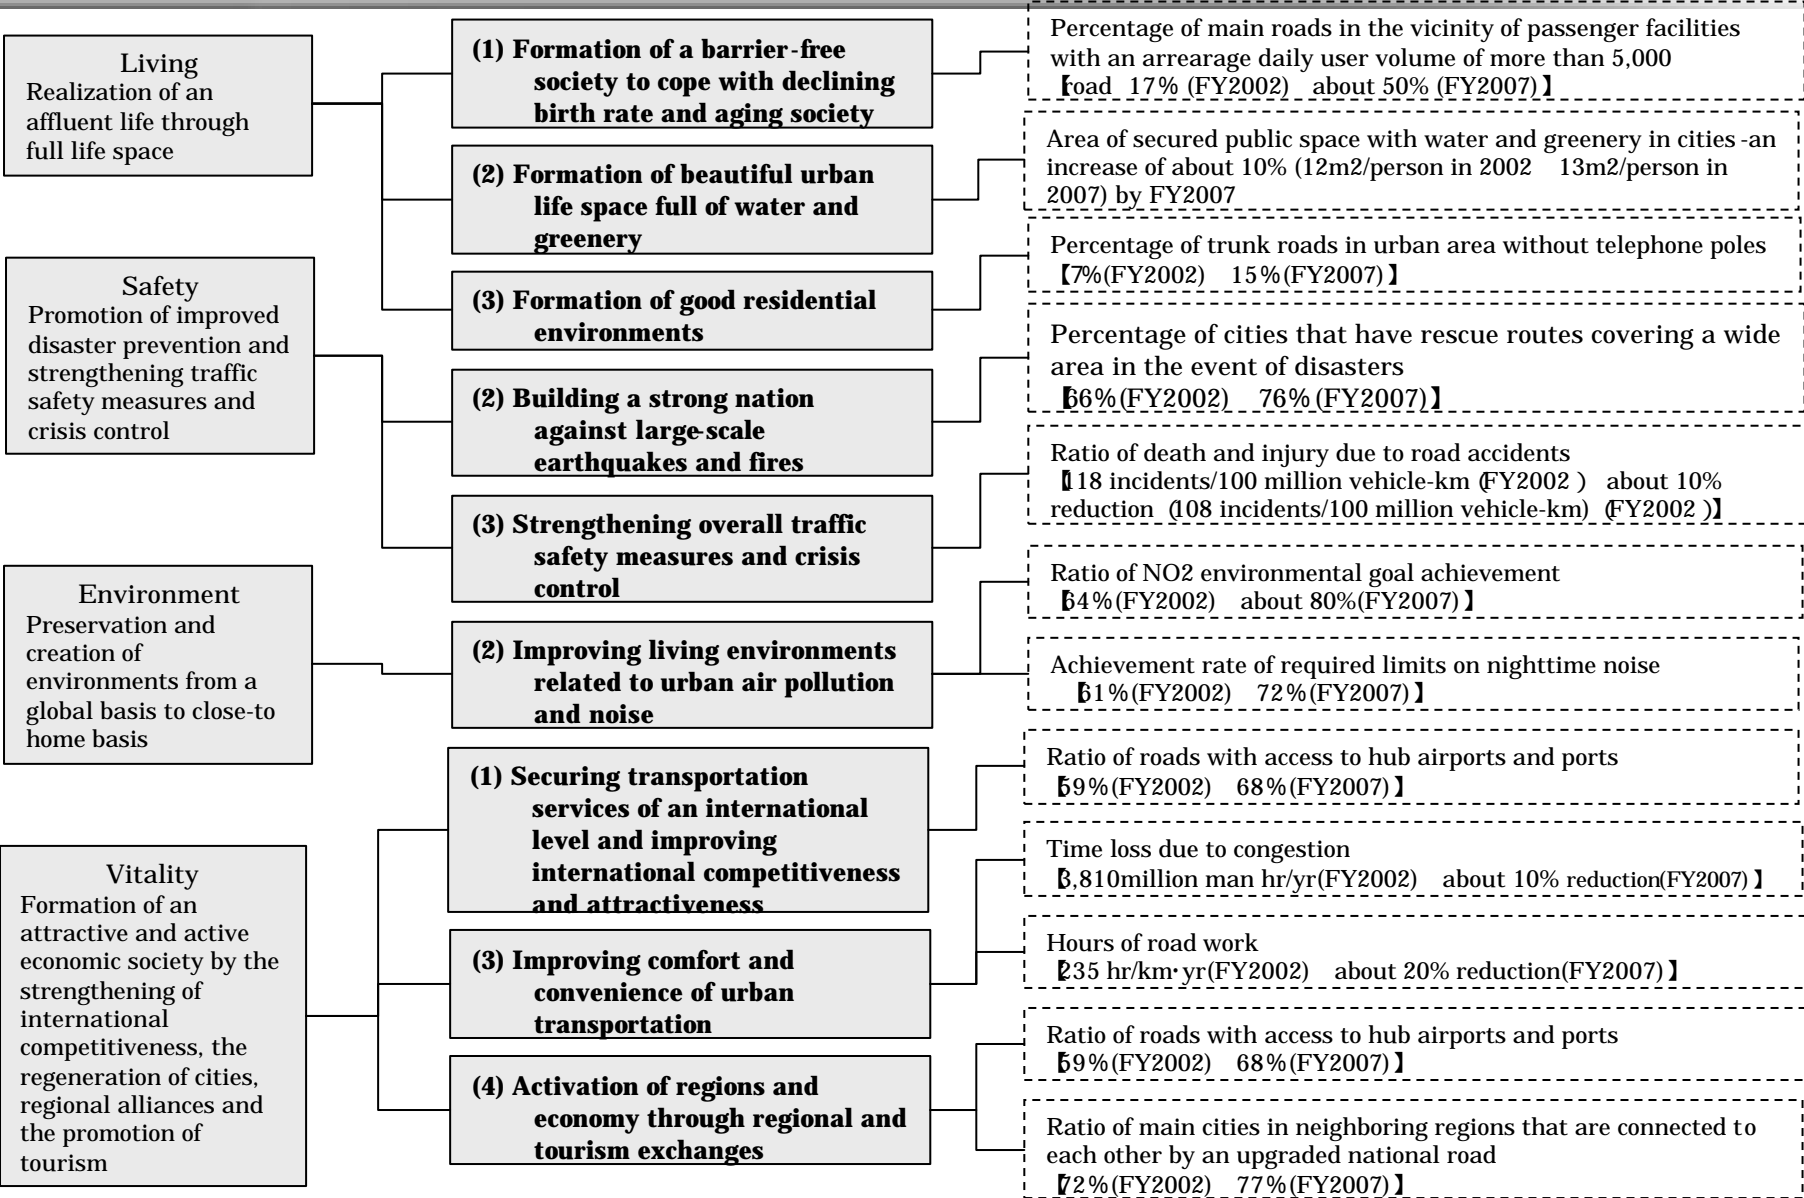 Living
Realization of an
affluent life through
full life space
Safety
Promotion of improved
disaster prevention and
strengthening traffic
safety measures and
crisis control
Environment
Preservation and
creation of
environments from a
global basis to close-to
home basis
Vitality
Formation of an
attractive and active
economic society by the
strengthening of
international
competitiveness, the
regeneration of cities,
regional alliances and
the promotion of
tourism
(1) Formation of a barrier-free
society to cope with declining
birth rate and aging society
(2) Formation of beautiful urban
life space full of water and
greenery
(3) Formation of good residential
environments
(2) Building a strong nation
against large-scale
earthquakes and fires
(3) Strengthening overall traffic
safety measures and crisis
control
(2) Improving living environments
related to urban air pollution
and noise
(1) Securing transportation
services of an international
level and improving
international competitiveness
and attractiveness
(3) Improving comfort and
convenience of urban
transportation
(4) Activation of regions and
economy through regional and
tourism exchanges
Percentage of main roads in the vicinity of passenger facilities
with an arrearage daily user volume of more than 5,000
【road 17% (FY2002) about 50% (FY2007)】
Area of secured public space with water and greenery in cities -an
increase of about 10% (12m2/person in 2002 13m2/person in
2007) by FY2007
Percentage of trunk roads in urban area without telephone poles
【7%(FY2002) 15%(FY2007)】
Percentage of cities that have rescue routes covering a wide
area in the event of disasters
【66%(FY2002) 76%(FY2007)】
Ratio of death and injury due to road accidents
【118 incidents/100 million vehicle-km (FY2002 ) about 10%
reduction (108 incidents/100 million vehicle-km) (FY2002 )】
Ratio of NO2 environmental goal achievement
【64%(FY2002) about 80%(FY2007)】
Achievement rate of required limits on nighttime noise
【61%(FY2002) 72%(FY2007)】
Ratio of roads with access to hub airports and ports
【59%(FY2002) 68%(FY2007)】
Time loss due to congestion
【3,810million man hr/yr(FY2002) about 10% reduction(FY2007)】
Hours of road work
【235 hr/km･yr(FY2002) about 20% reduction(FY2007)】
Ratio of roads with access to hub airports and ports
【59%(FY2002) 68%(FY2007)】
Ratio of main cities in neighboring regions that are connected to
each other by an upgraded national road
【72%(FY2002) 77%(FY2007)】